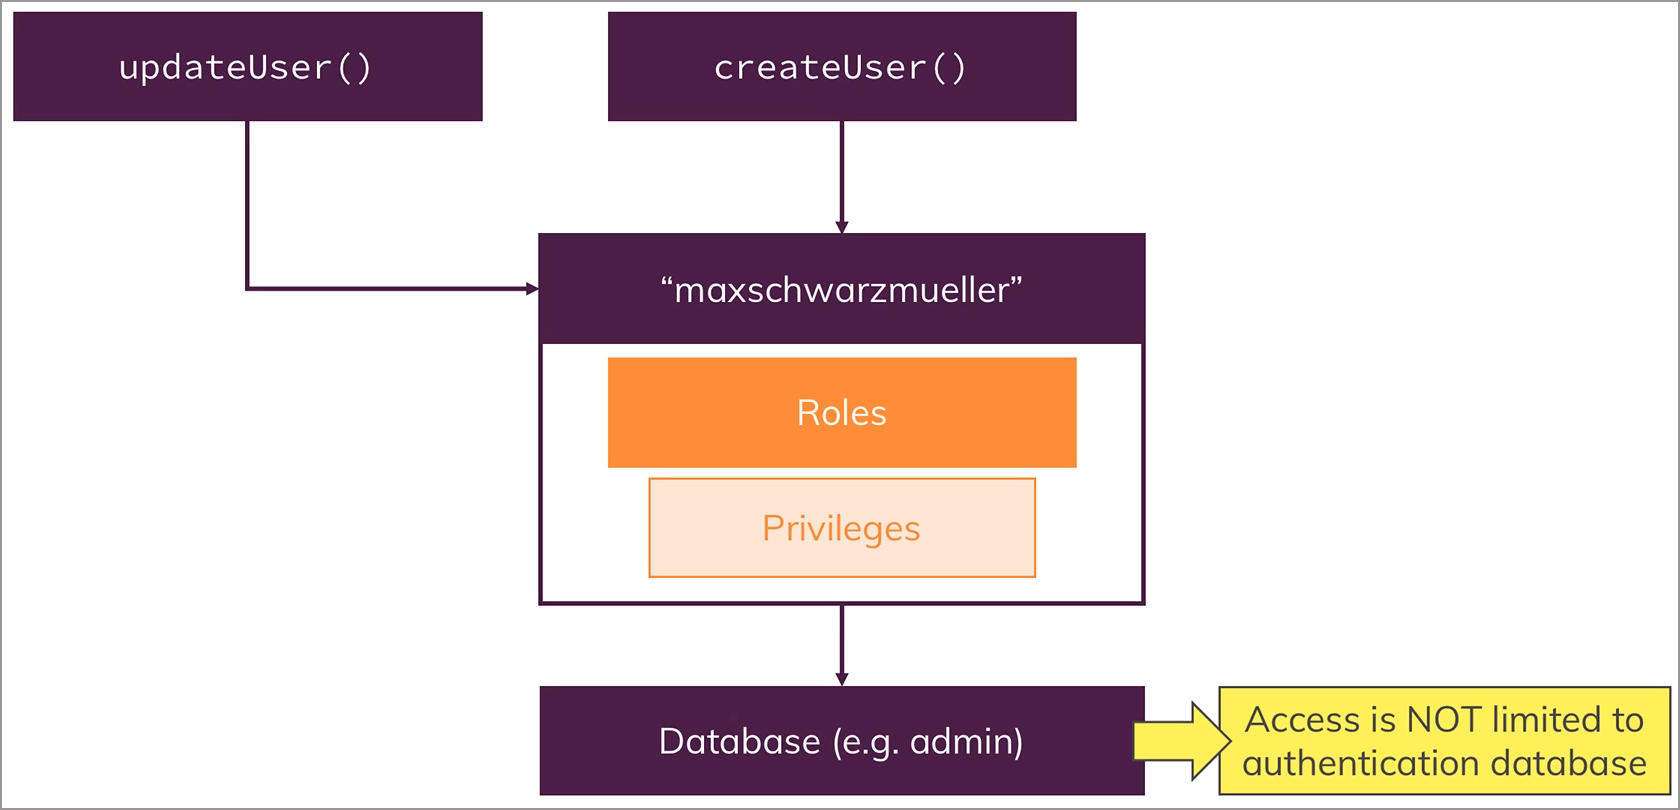 updateUser()
createUser()
“maxschwarzmueller”
Roles
Privileges
Database (e.g. admin)
Access is NOT limited to
authentication database